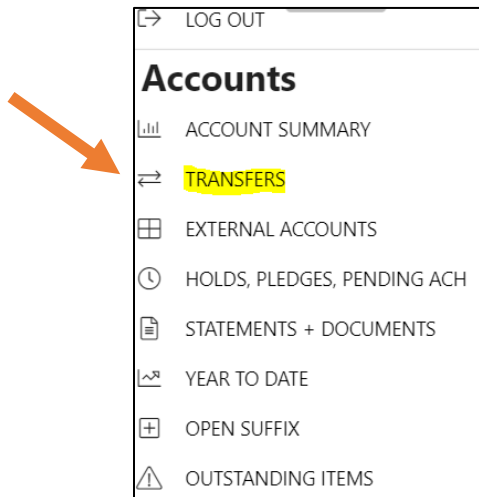 LOG OUT
Accounts
ACCOUNT SUMMARY
TRANSFERS
EXTERNAL ACCOUNTS
HOLDS, PLEDGES, PENDING ACH
STATEMENTS + DOCUMENTS
YEAR TO DATE
OPEN SUFFIX
OUTSTANDING ITEMS